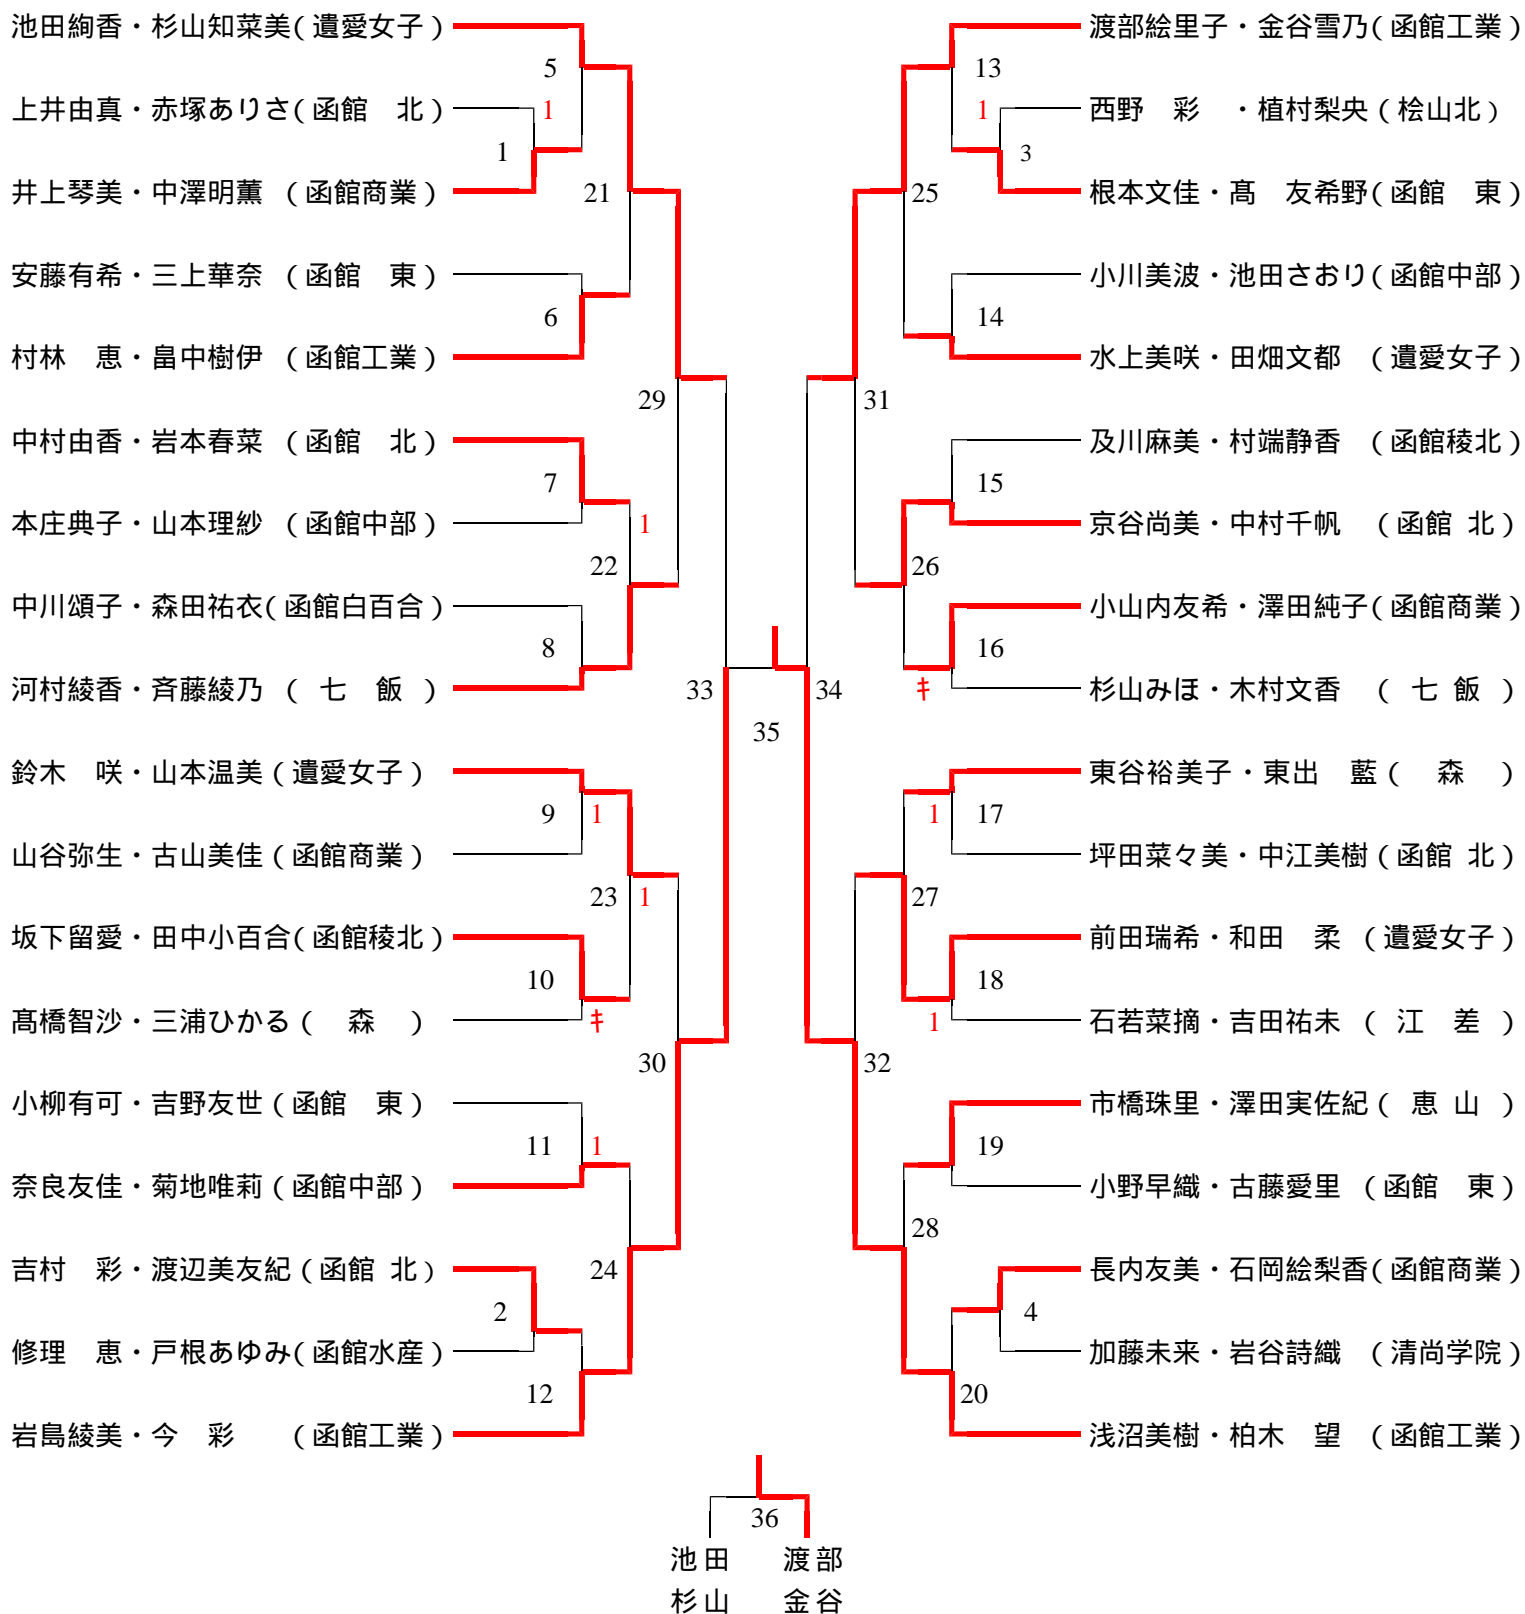 池田絢香・杉山知菜美(遺愛女子)
5
上井由真・赤塚ありさ(函館　北)
1
1
井上琴美・中澤明薫　(函館商業)
21
安藤有希・三上華奈　(函館　東)
6
村林　恵・畠中樹伊　(函館工業)
29
中村由香・岩本春菜　(函館　北)
7
本庄典子・山本理紗　(函館中部)
1
22
中川頌子・森田祐衣(函館白百合)
8
河村綾香・斉藤綾乃　(七　飯)
33
鈴木　咲・山本温美(遺愛女子)
9
1
山谷弥生・古山美佳(函館商業)
23
1
坂下留愛・田中小百合(函館稜北)
10
髙橋智沙・三浦ひかる(　森　)
キ
30
小柳有可・吉野友世(函館　東)
11
1
奈良友佳・菊地唯莉(函館中部)
吉村　彩・渡辺美友紀(函館 北)
24
2
修理　恵・戸根あゆみ(函館水産)
12
岩島綾美・今　彩　　(函館工業)
渡部絵里子・金谷雪乃(函館工業)
13
西野　彩　・植村梨央(桧山北)
1
3
根本文佳・髙　友希野(函館　東)
25
小川美波・池田さおり(函館中部)
14
水上美咲・田畑文都　(遺愛女子)
31
及川麻美・村端静香　(函館稜北)
15
京谷尚美・中村千帆　(函館 北)
26
小山内友希・澤田純子(函館商業)
16
杉山みほ・木村文香　(七 飯)
キ
34
35
東谷裕美子・東出　藍(　森　)
1
17
坪田菜々美・中江美樹(函館 北)
27
前田瑞希・和田　柔　(遺愛女子)
18
石若菜摘・吉田祐未　(江　差)
1
32
市橋珠里・澤田実佐紀(恵 山)
19
小野早織・古藤愛里　(函館　東)
28
長内友美・石岡絵梨香(函館商業)
4
加藤未来・岩谷詩織　(清尚学院)
20
浅沼美樹・柏木　望　(函館工業)
36
池田　渡部
杉山　金谷